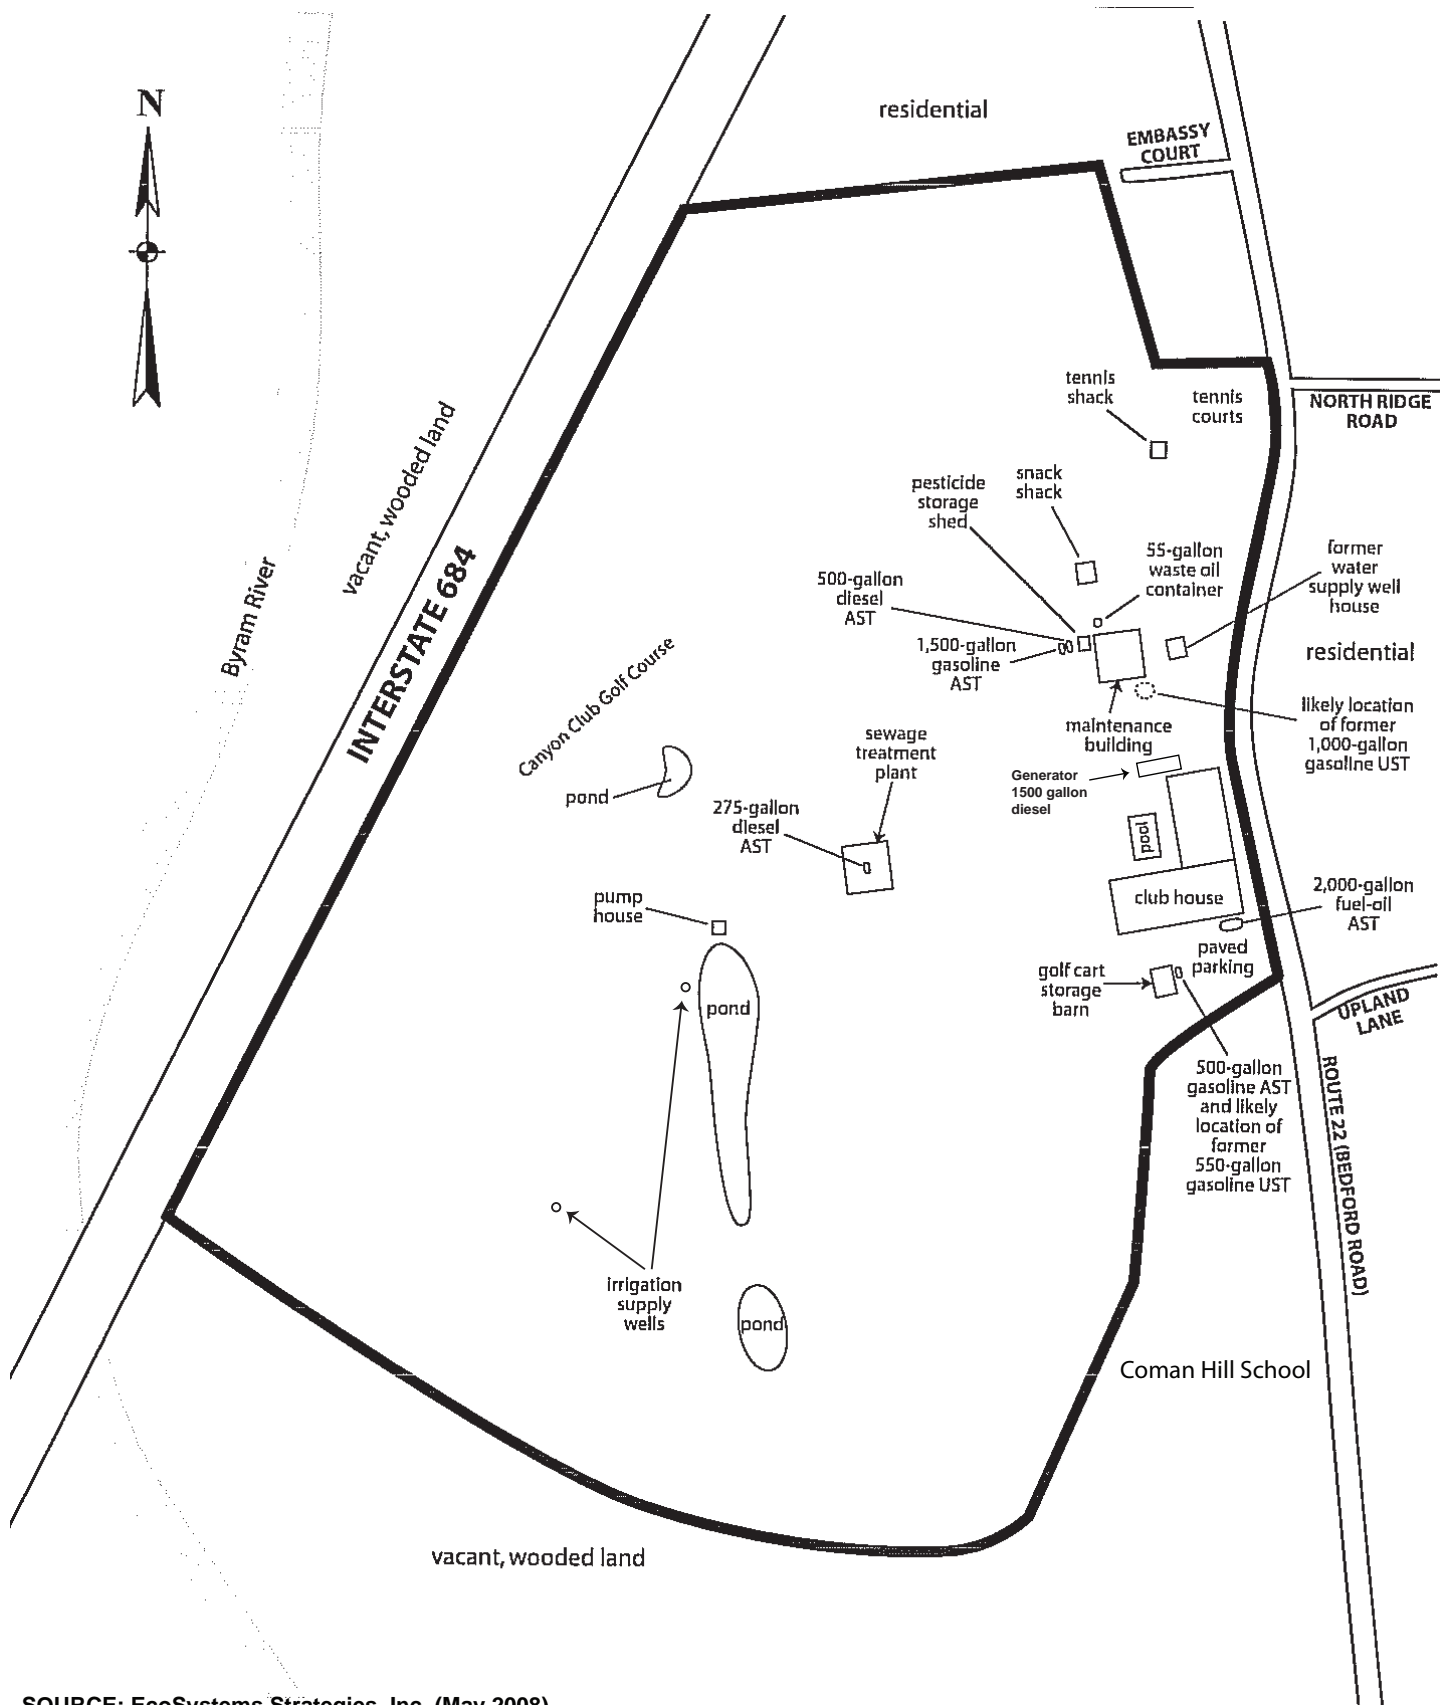 N
residential
EMBASSY
COURT
tennis
shack
tennis
courts
NORTH RIDGE
ROAD
vacant, wooded land
INTERSTATE 684
Byram River
pesticide
storage
shed
snack
shack
55-gallon
waste oil
container
former
water
supply well
house
500-gallon
diesel
AST
1,500-gallon
gasoline
AST
residential
Canyon Club Golf Course
maintenance
building
likely location
of former
1,000-gallon
gasoline UST
sewage
treatment
plant
Generator
1500 gallon
diesel
pond
275-gallon
diesel
AST
pool
club house
2,000-gallon
fuel-oil
AST
pump
house
paved
parking
golf cart
storage
barn
pond
UPLAND
LANE
500-gallon
gasoline AST
and likely
location of
former
550-gallon
gasoline UST
ROUTE 22 (BEDFORD ROAD)
irrigation
supply
wells
pond
Coman Hill School
vacant, wooded land
SOURCE: EcoSystems Strategies, Inc. (May 2008)